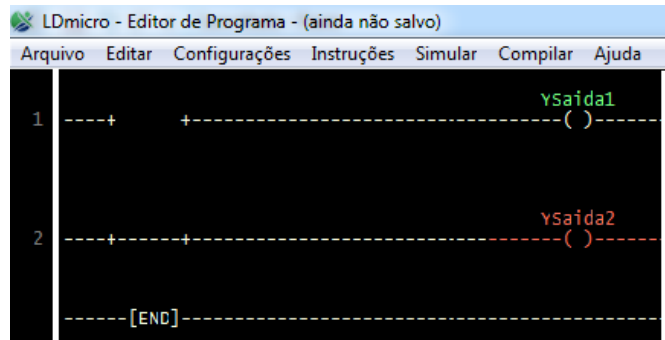 LDmicro - Editor de Programa - (ainda não salvo)
Arquivo Editar Configurações Instruções Simular Compilar Ajuda
YSaida1
1 ----+ +--------------------------------------( )------
YSaida2
2 ----+------+--------------------------------------( )------
------[END]------------------------------------------